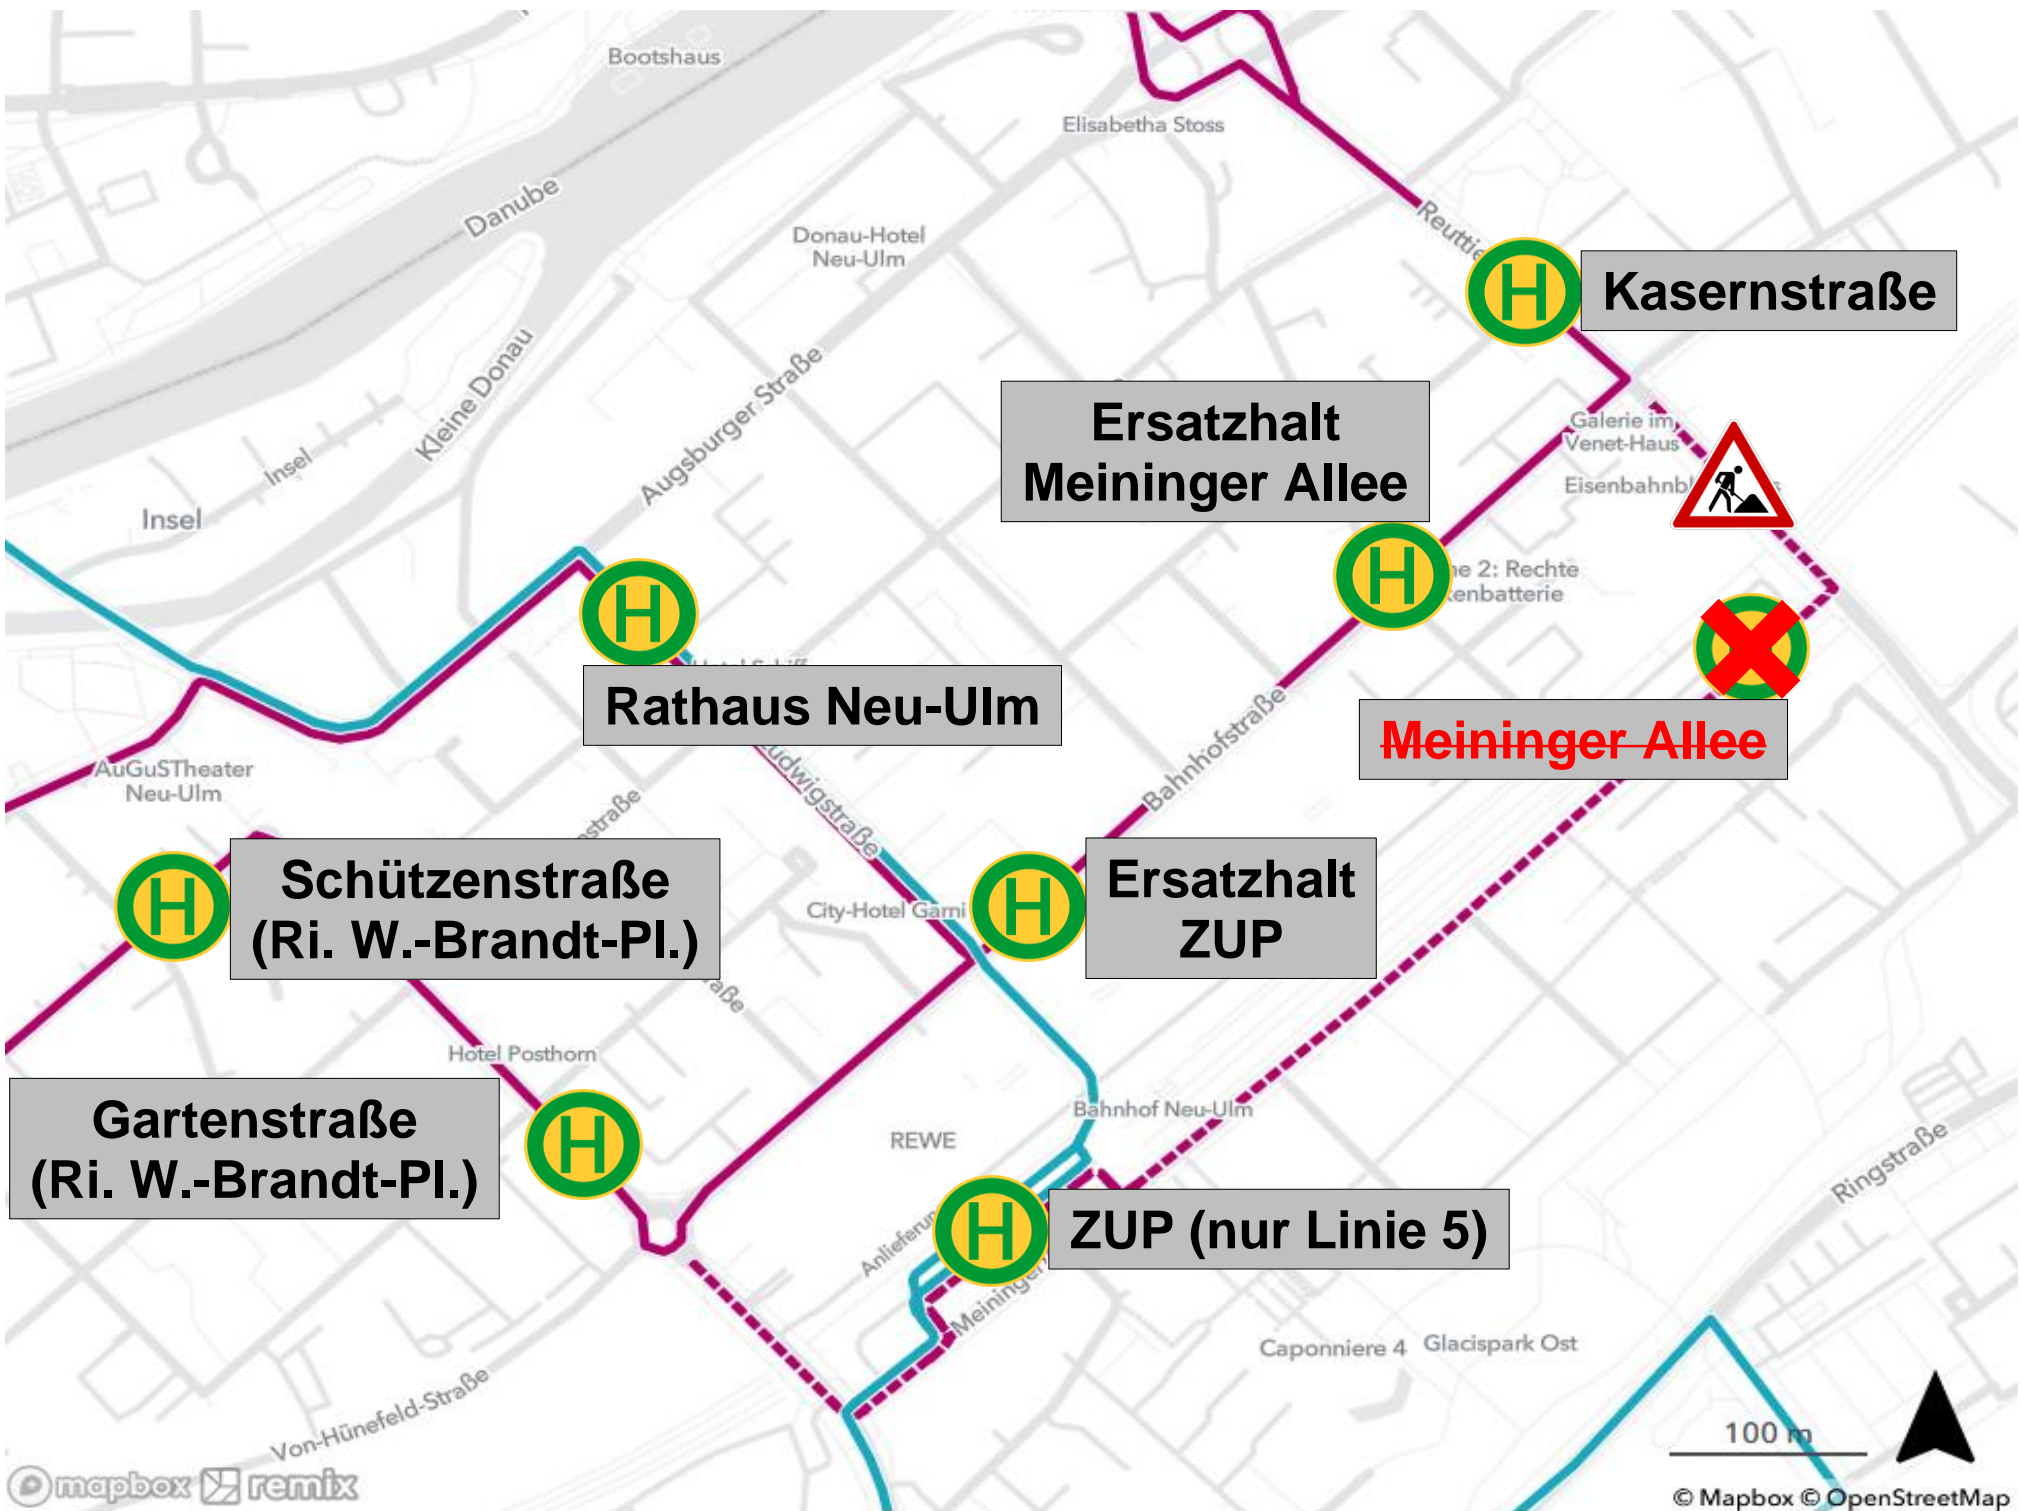 Bootshaus
Elisabetha Stoss
Danube
Donau-Hotel
Neu-Ulm
H
Kasernstraße
Kleine Donau
Augsburger Straße
Ersatzhalt
Meininger Allee
Galerie im
Venet-Haus
Insel
Insel
H
H
Rechte
Rathaus Neu-Ulm
Meininger Allee
Bahnhofstraße
Ludwigstraße
AuGuSTheater
Neu-Ulm
H
Schützenstraße
(Ri. W.-Brandt-Pl.)
City-Hotel Garni
H
Ersatzhalt
ZUP
Hotel Posthorn
Gartenstraße
(Ri. W.-Brandt-Pl.)
H
REWE
Bahnhof Neu-Ulm
Ringstraße
H
ZUP (nur Linie 5)
Caponniere 4
Glacispark Ost
Von-Hünefeld-Straße
100 m
mapbox remix
© Mapbox © OpenStreetMap